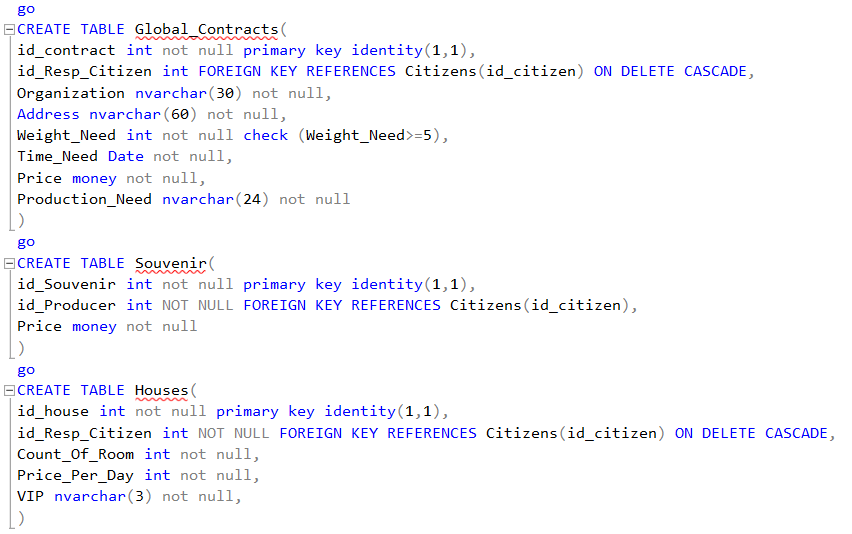 go
CREATE TABLE Global_Contracts(
id_contract int not null primary key identity(1,1),
id_Resp_Citizen int FOREIGN KEY REFERENCES Citizens(id_citizen) ON DELETE CASCADE,
Organization nvarchar(30) not null,
Address nvarchar(60) not null,
Weight_Need int not null check (Weight_Need>=5),
Time_Need Date not null,
Price money not null,
Production_Need nvarchar(24) not null
)
go
CREATE TABLE Souvenir(
id_Souvenir int not null primary key identity(1,1),
id_Producer int NOT NULL FOREIGN KEY REFERENCES Citizens(id_citizen),
Price money not null
)
go
CREATE TABLE Houses(
id_house int not null primary key identity(1,1),
id_Resp_Citizen int NOT NULL FOREIGN KEY REFERENCES Citizens(id_citizen) ON DELETE CASCADE,
Count_Of_Room int not null,
Price_Per_Day int not null,
VIP nvarchar(3) not null,
)